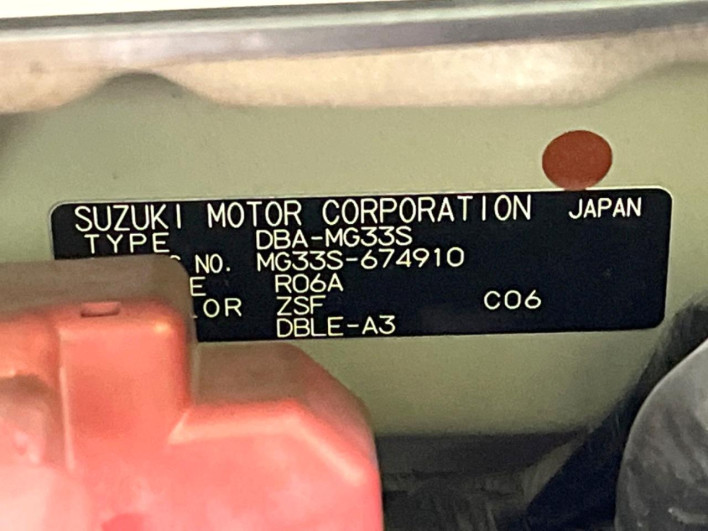 SUZUKI MOTOR CORPORATION JAPAN
TYPE DBA-MG33S
NO. MG33S-674910
E R06A
LOR ZSF C06
DBLE-A3